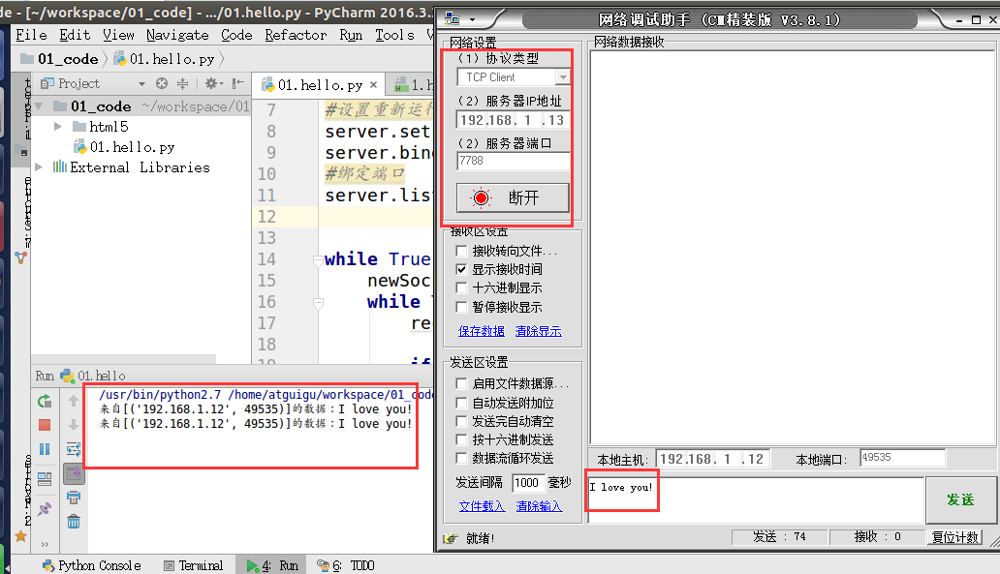 de - [~/workspace/01_code] - .../01.hello.py - PyCharm 2016.3.
File Edit View Navigate Code Refactor Run Tools
01_code 01.hello.py
Project
01_code ~/workspace/01
html5
01.hello.py
External Libraries
01.hello.py
1.h
7 #设置重新运行
8 server.set
9 server.bin
10 #绑定端口
11 server.lis
12
13
14 while True
15 newSoc
16 while
17 re
18
19 if
Run 01.hello
/usr/bin/python2.7 /home/atguigu/workspace/01_code
来自[('192.168.1.12', 49535)]的数据：I love you!
来自[('192.168.1.12', 49535)]的数据：I love you!
Python Console Terminal 4: Run 6: TODO
网络调试助手 (CM精装版 V3.8.1)
网络设置
(1) 协议类型
TCP Client
(2) 服务器IP地址
192.168. 1 .13
(2) 服务器端口
7788
断开
接收区设置
接收转向文件...
显示接收时间
十六进制显示
暂停接收显示
保存数据 清除显示
发送区设置
启用文件数据源...
自动发送附加位
发送完自动清空
按十六进制发送
数据流循环发送
发送间隔 1000 毫秒
文件载入 清除输入
网络数据接收
本地主机: 192.168. 1 .12 本地端口: 49535
I love you!
发送
就绪!
发送 : 74 接收 : 0 复位计数